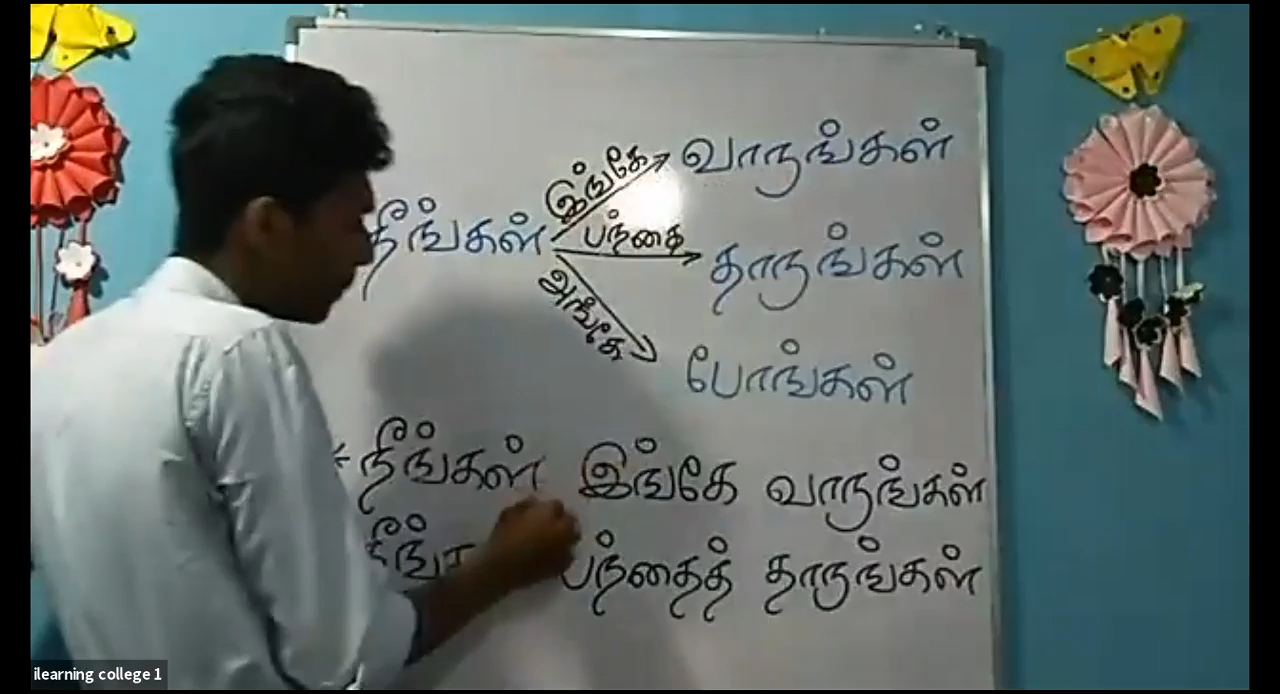 இங்கே வாருங்கள்
நீங்கள் பந்தை தாருங்கள்
அங்கே போங்கள்
* நீங்கள் இங்கே வாருங்கள்
பந்தைத் தாருங்கள்
ilearning college 1